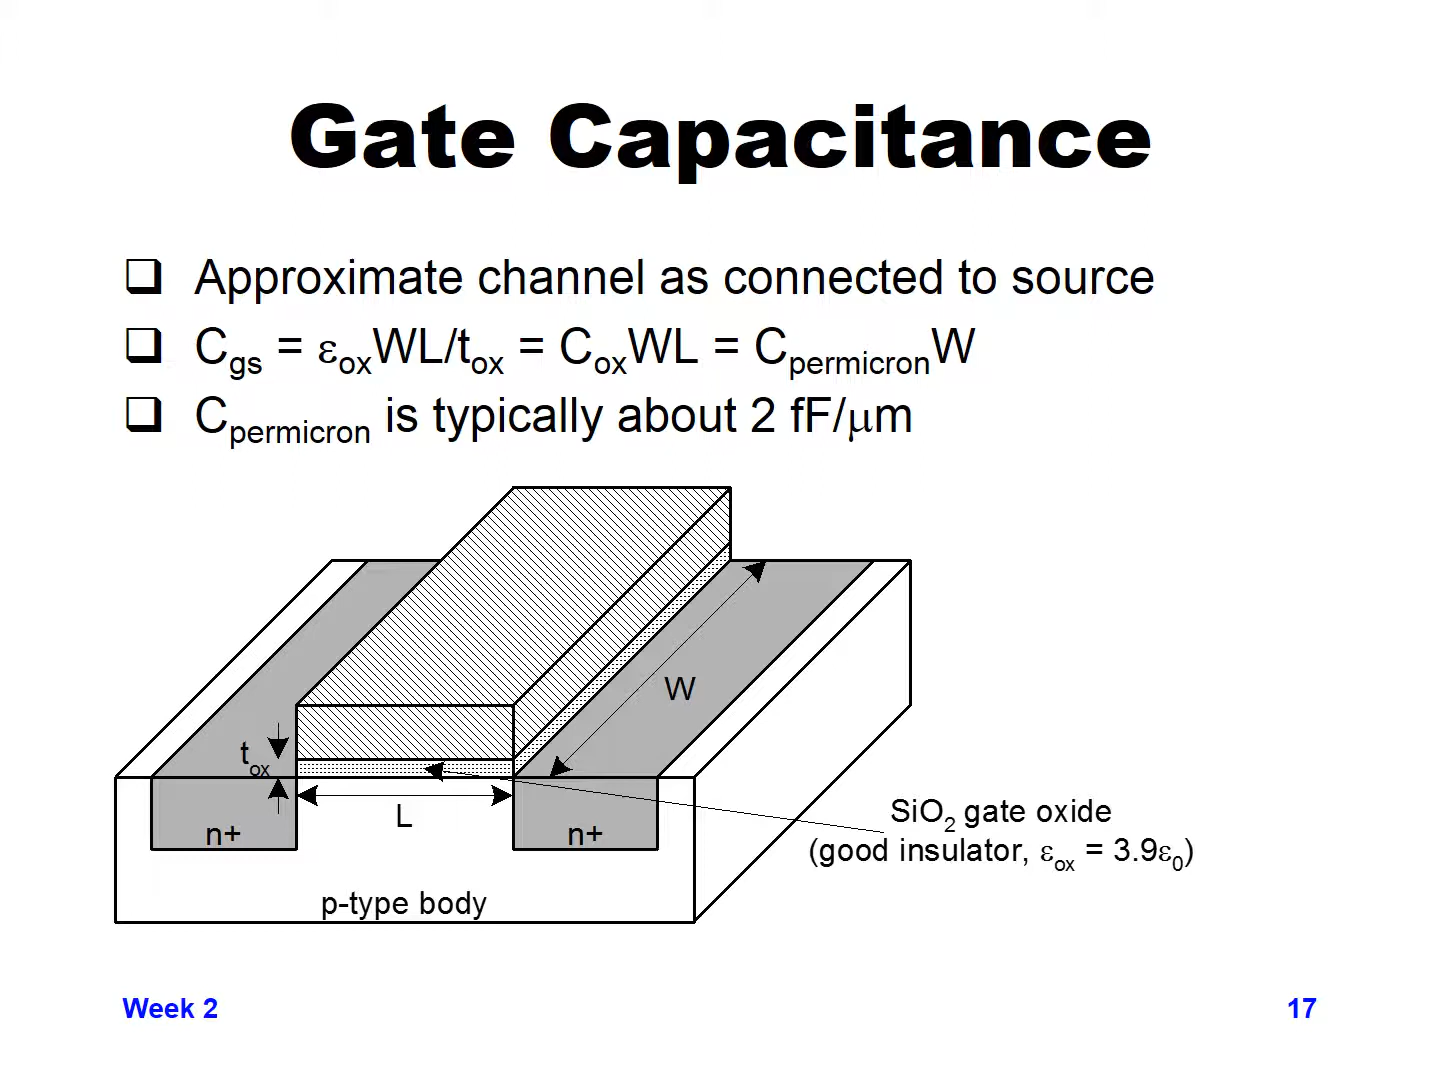 Gate Capacitance
❑ Approximate channel as connected to source
❑ Cgs = εoxWL/tox = CoxWL = CpermicronW
❑ Cpermicron is typically about 2 fF/μm
W
tox
L
n+
n+
SiO2 gate oxide
(good insulator, εox = 3.9ε0)
p-type body
Week 2
17